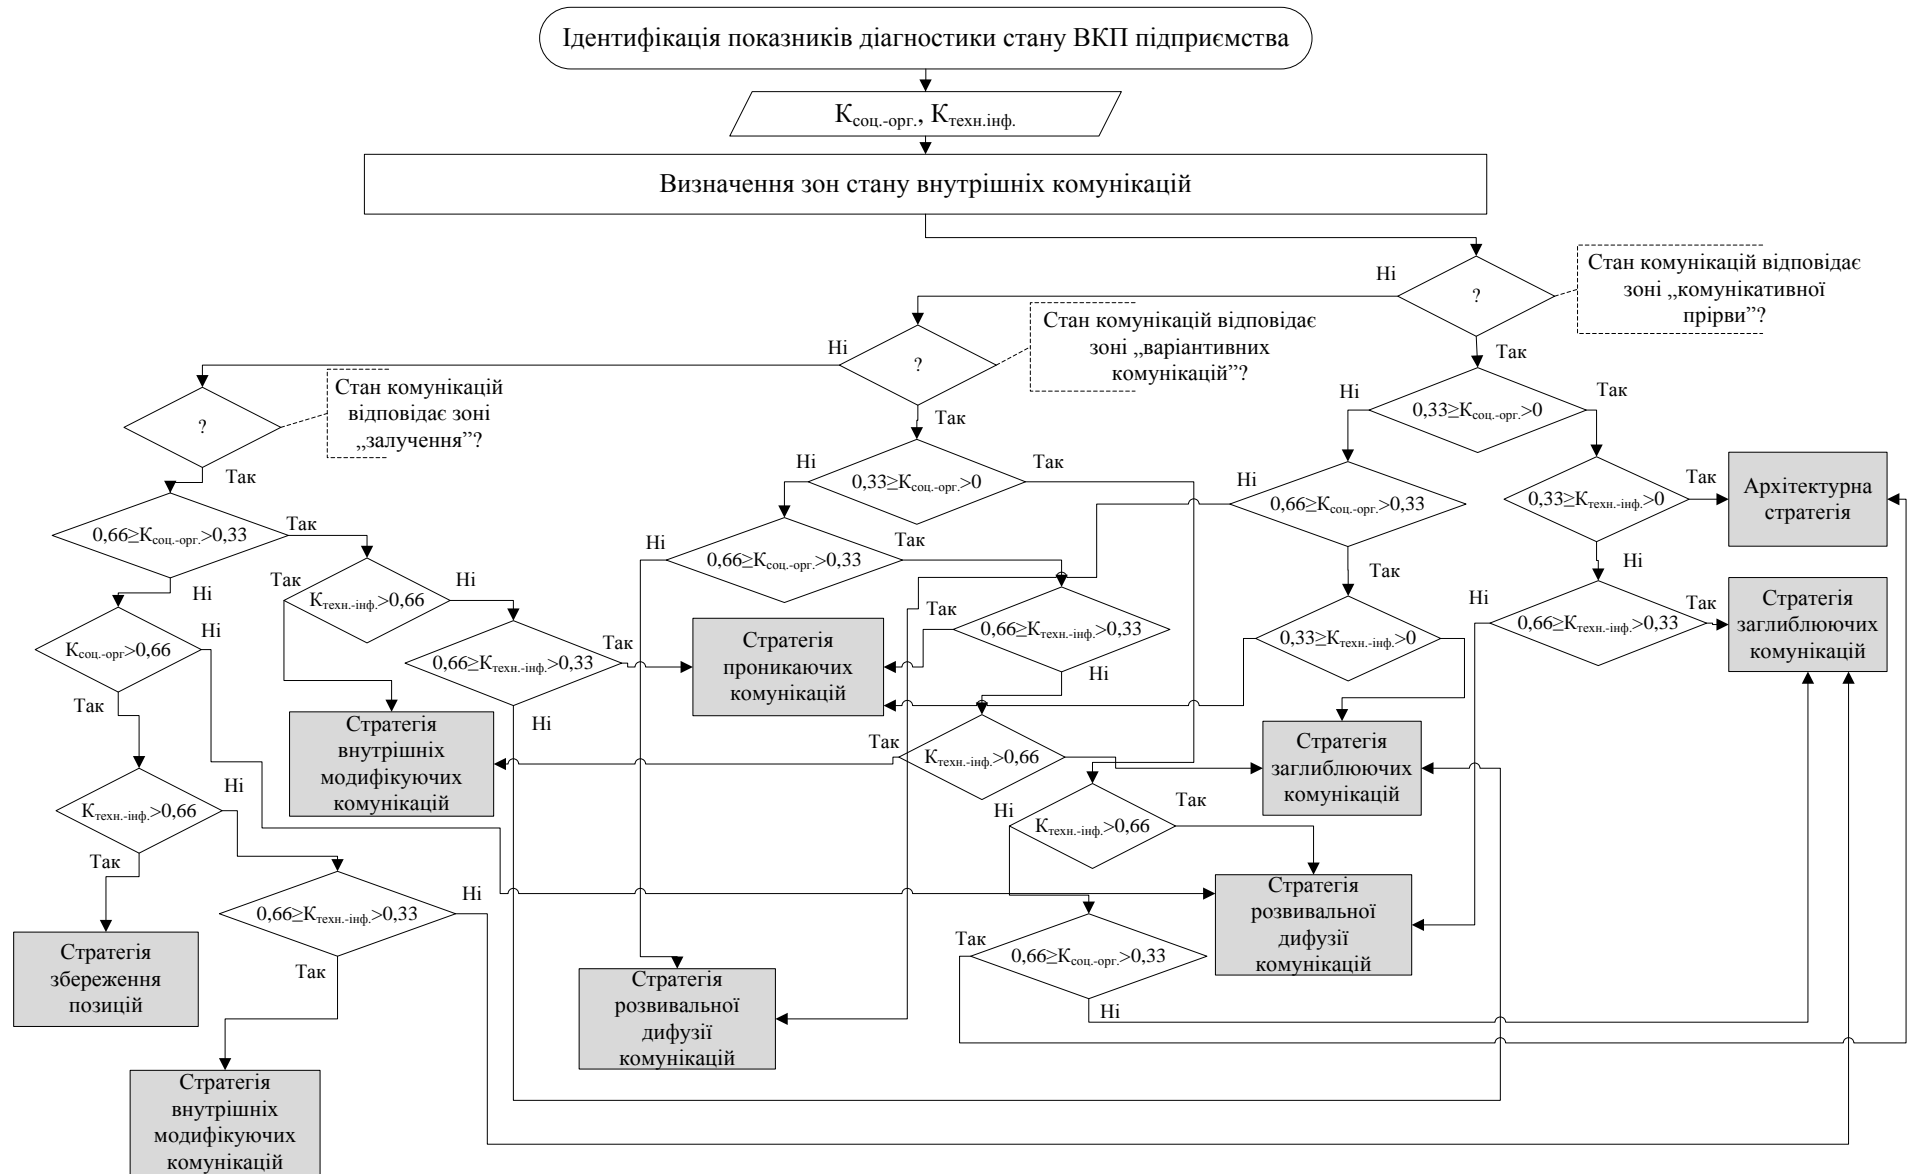 Ідентифікація показників діагностики стану ВКП підприємства
Ксоц.-орг., Ктехн.інф.
Визначення зон стану внутрішніх комунікацій
Ні
?
Стан комунікацій відповідає
зоні „комунікативної
прірви”?
Так
Ні
?
Стан комунікацій відповідає
зоні „варіантивних
комунікацій”?
Так
?
Стан комунікацій
відповідає зоні
„залучення”?
Так
Ні
0,33≥Ксоц.-орг.>0
Так
Ні
0,33≥Ксоц.-орг.>0
Так
Ні
0,66≥Ксоц.-орг.>0,33
Так
0,33≥Ктехн.-інф.>0
Так
Архітектурна
стратегія
Ні
0,66≥Ксоц.-орг.>0,33
Так
Ні
0,66≥Ксоц.-орг.>0,33
Так
Ні
Так
Ктехн.-інф.>0,66
Ні
Ксоц.-орг>0,66
Ні
Так
0,66≥Ктехн.-інф.>0,33
Так
Ні
Стратегія
проникаючих
комунікацій
Так
0,66≥Ктехн.-інф.>0,33
Ні
0,33≥Ктехн.-інф.>0
Ні
0,66≥Ктехн.-інф.>0,33
Так
Стратегія
заглиблюючих
комунікацій
Стратегія
внутрішніх
модифікуючих
комунікацій
Так
Ктехн.-інф.>0,66
Стратегія
заглиблюючих
комунікацій
Ктехн.-інф.>0,66
Ні
Так
Ні
Ктехн.-інф.>0,66
Так
0,66≥Ктехн.-інф.>0,33
Ні
Так
Стратегія
розвивальної
дифузії
комунікацій
Так
0,66≥Ксоц.-орг.>0,33
Ні
Стратегія
збереження
позицій
Стратегія
розвивальної
дифузії
комунікацій
Стратегія
внутрішніх
модифікуючих
комунікацій